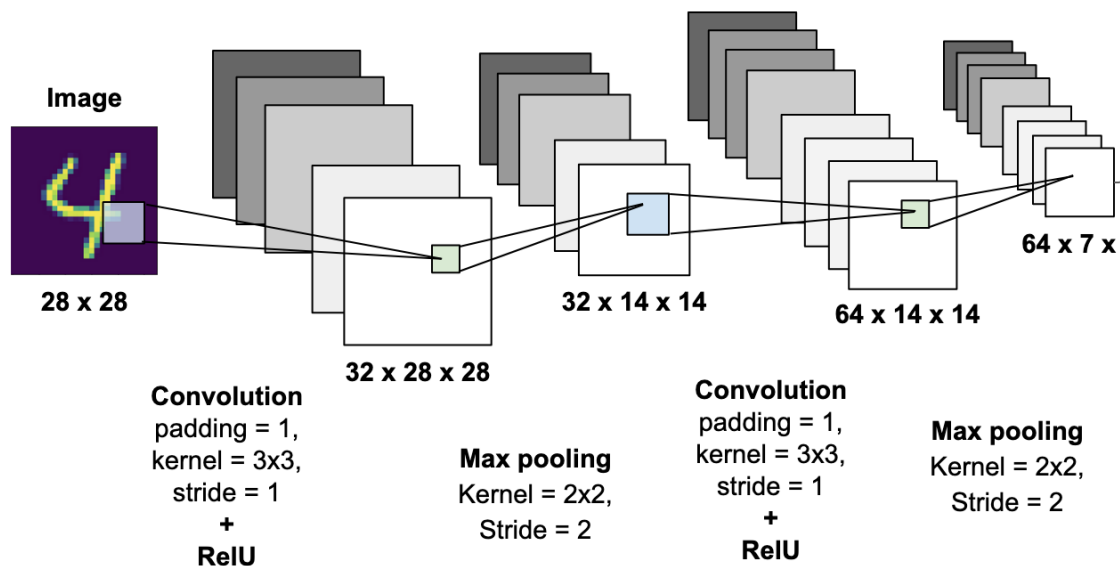 Image
28 x 28
32 x 28 x 28
32 x 14 x 14
64 x 14 x 14
64 x 7 x
Convolution
padding = 1,
kernel = 3x3,
stride = 1
+
RelU
Max pooling
Kernel = 2x2,
Stride = 2
Convolution
padding = 1,
kernel = 3x3,
stride = 1
+
RelU
Max pooling
Kernel = 2x2,
Stride = 2